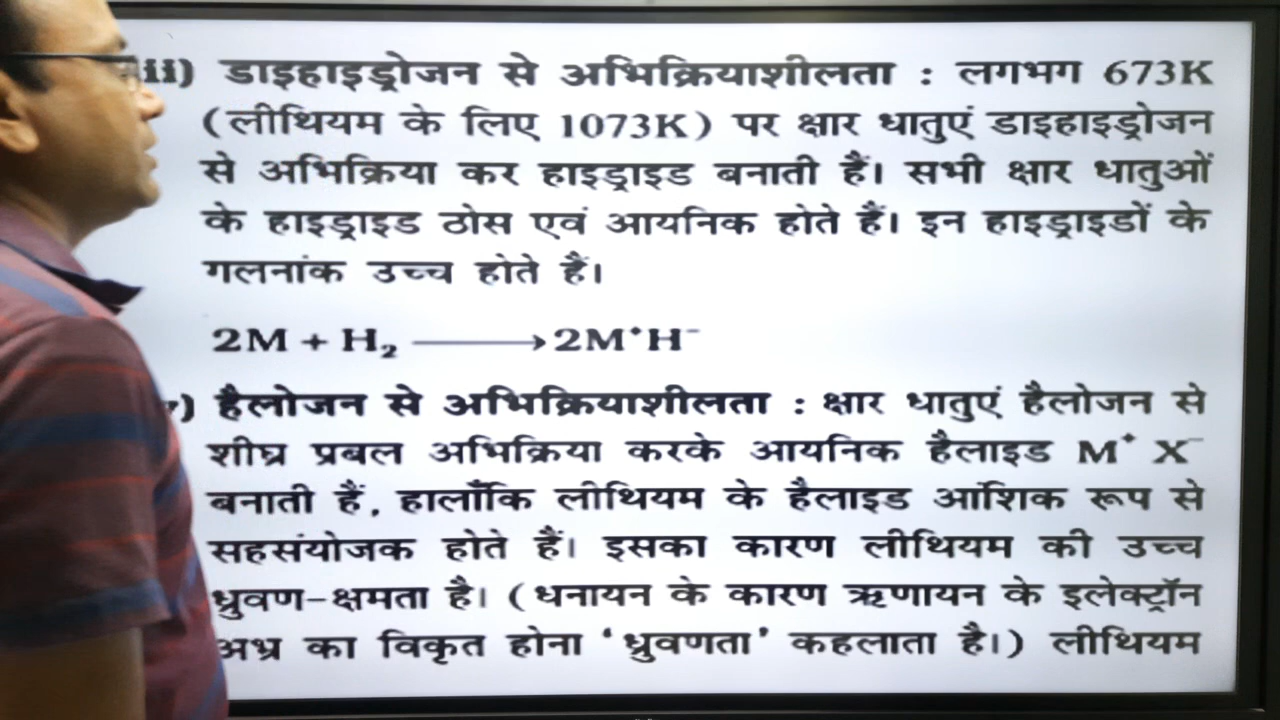 ii) डाइहाइड्रोजन से अभिक्रियाशीलता : लगभग 673K
(लीथियम के लिए 1073K) पर क्षार धातुएं डाइहाइड्रोजन
से अभिक्रिया कर हाइड्राइड बनाती हैं। सभी क्षार धातुओं
के हाइड्राइड ठोस एवं आयनिक होते हैं। इन हाइड्राइडों के
गलनांक उच्च होते हैं।
2M + H₂ ⟶ 2M⁺H⁻
) हैलोजन से अभिक्रियाशीलता : क्षार धातुएं हैलोजन से
शीघ्र प्रबल अभिक्रिया करके आयनिक हैलाइड M⁺ X⁻
बनाती हैं, हालाँकि लीथियम के हैलाइड आंशिक रूप से
सहसंयोजक होते हैं। इसका कारण लीथियम की उच्च
ध्रुवण-क्षमता है। (धनायन के कारण ऋणायन के इलेक्ट्रॉन
अभ्र का विकृत होना ‘ध्रुवणता’ कहलाता है।) लीथियम